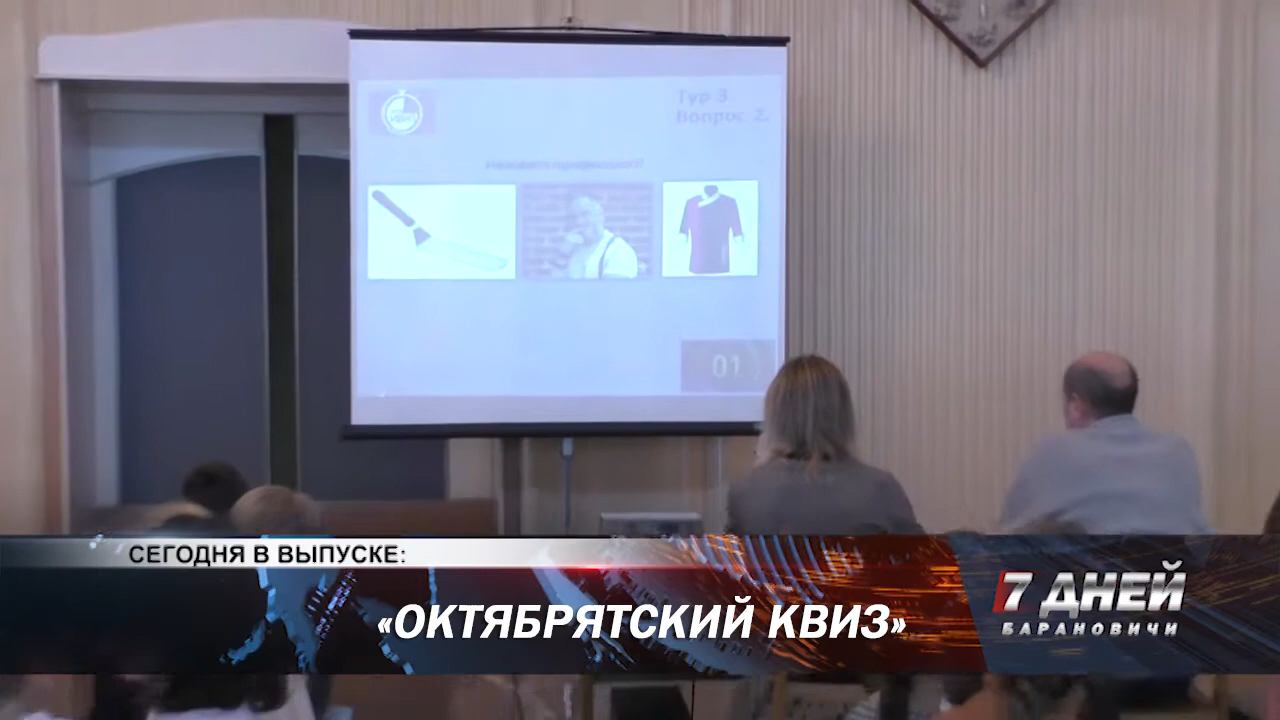 Тур 3.
Вопрос 2.
01
СЕГОДНЯ В ВЫПУСКЕ:
«ОКТЯБРЯТСКИЙ КВИЗ»
7 ДНЕЙ
БАРАНОВИЧИ